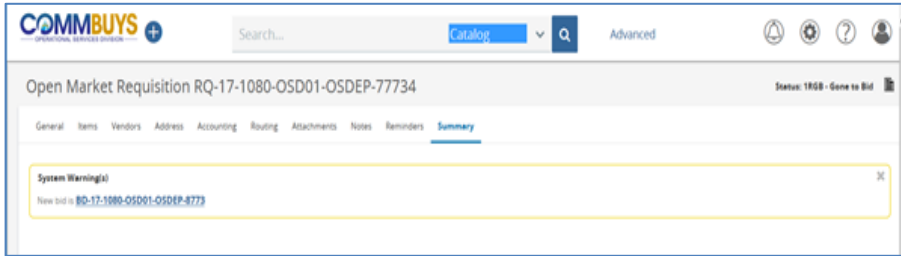 COMMBUYS
OPERATIONAL SERVICES DIVISION
Search...
Catalog
Advanced
Open Market Requisition RQ-17-1080-OSD01-OSDEP-77734
Status: 1RGB - Gone to Bid
General Items Vendors Address Accounting Routing Attachments Notes Reminders Summary
System Warning(s)
New bid is BD-17-1080-OSD01-OSDEP-8773